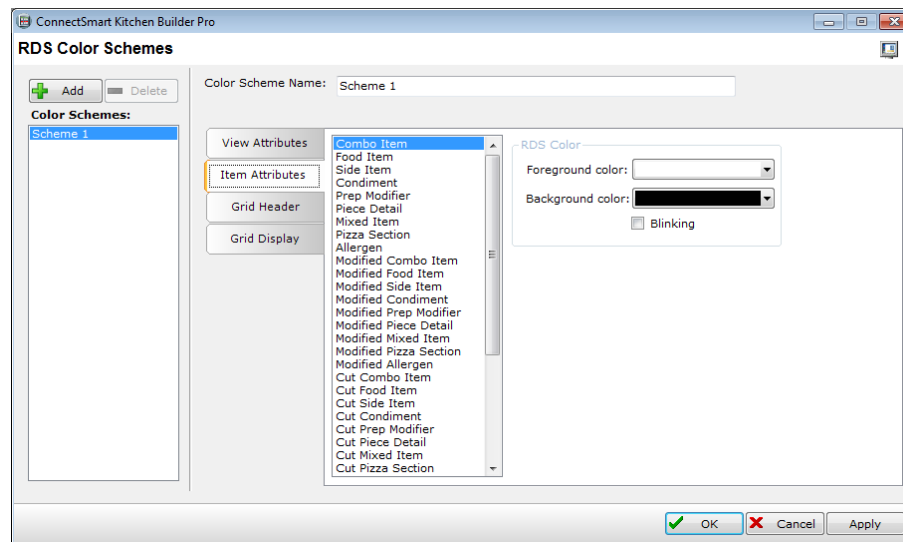 ConnectSmart Kitchen Builder Pro
RDS Color Schemes
Add
Delete
Color Schemes:
Scheme 1
Color Scheme Name:
Scheme 1
View Attributes
Item Attributes
Grid Header
Grid Display
Combo Item
Food Item
Side Item
Condiment
Prep Modifier
Piece Detail
Mixed Item
Pizza Section
Allergen
Modified Combo Item
Modified Food Item
Modified Side Item
Modified Condiment
Modified Prep Modifier
Modified Piece Detail
Modified Mixed Item
Modified Pizza Section
Modified Allergen
Cut Combo Item
Cut Food Item
Cut Side Item
Cut Condiment
Cut Prep Modifier
Cut Piece Detail
Cut Mixed Item
Cut Pizza Section
RDS Color
Foreground color:
Background color:
Blinking
OK
Cancel
Apply